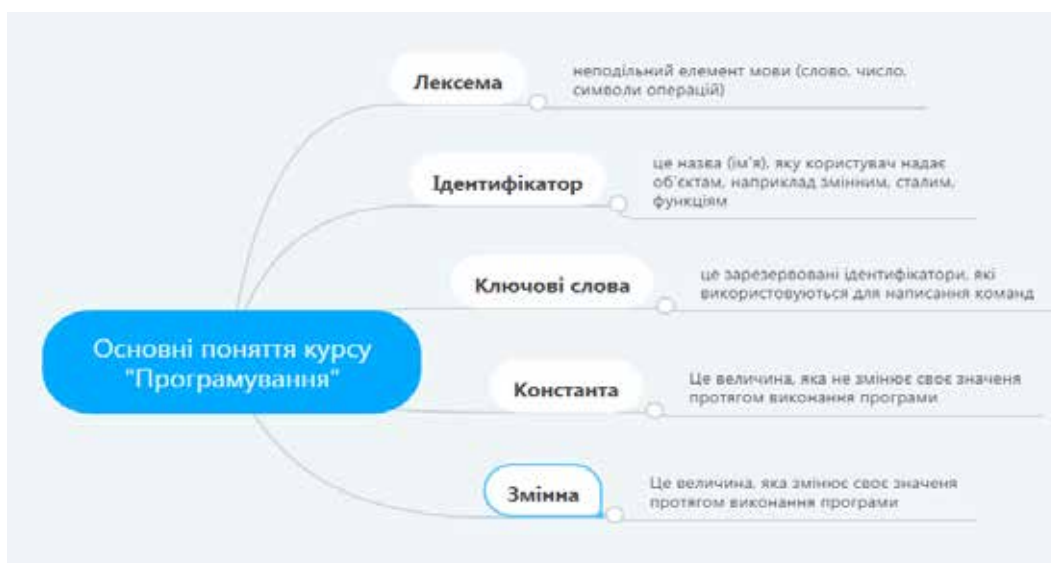 Лексема
неподільний елемент мови (слово, число,
символи операцій)
Ідентифікатор
це назва (ім'я), яку користувач надає
об'єктам, наприклад змінним, сталим,
функціям
Ключові слова
це зарезервовані ідентифікатори, які
використовуються для написання команд
Основні поняття курсу
"Програмування"
Константа
Це величина, яка не змінює своє значеня
протягом виконання програми
Змінна
Це величина, яка змінює своє значеня
протягом виконання програми